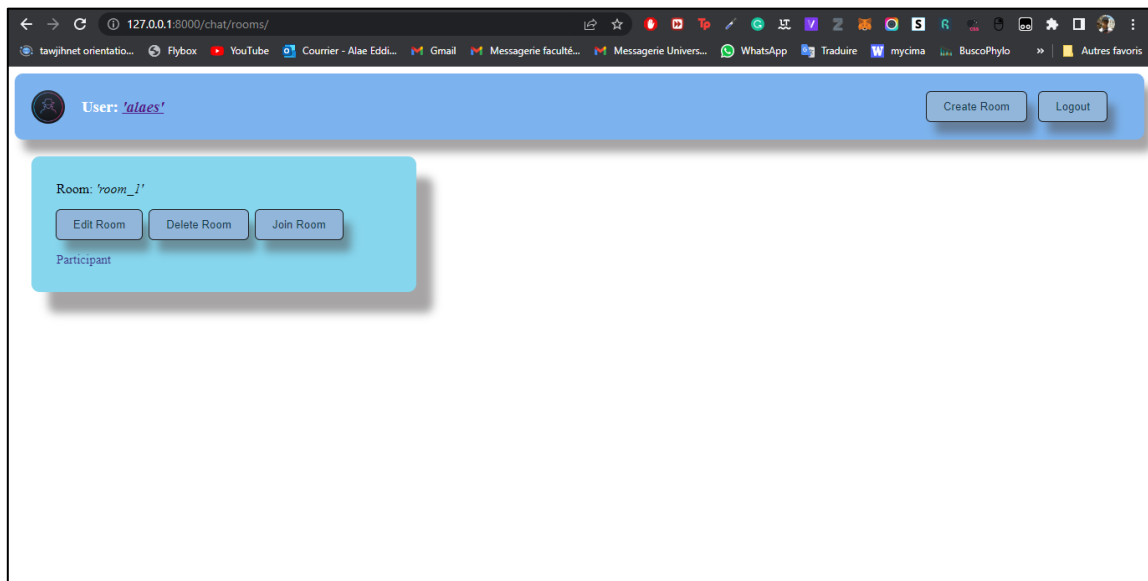 127.0.0.1:8000/chat/rooms/
tawjihnet orientatio... Flybox YouTube Courrier - Alae Eddi... Gmail Messagerie faculté... Messagerie Univers... WhatsApp Traduire mycima BuscoPhylo » Autres favoris
User: 'alaes' Create Room Logout
Room: 'room_1'
Edit Room Delete Room Join Room
Participant